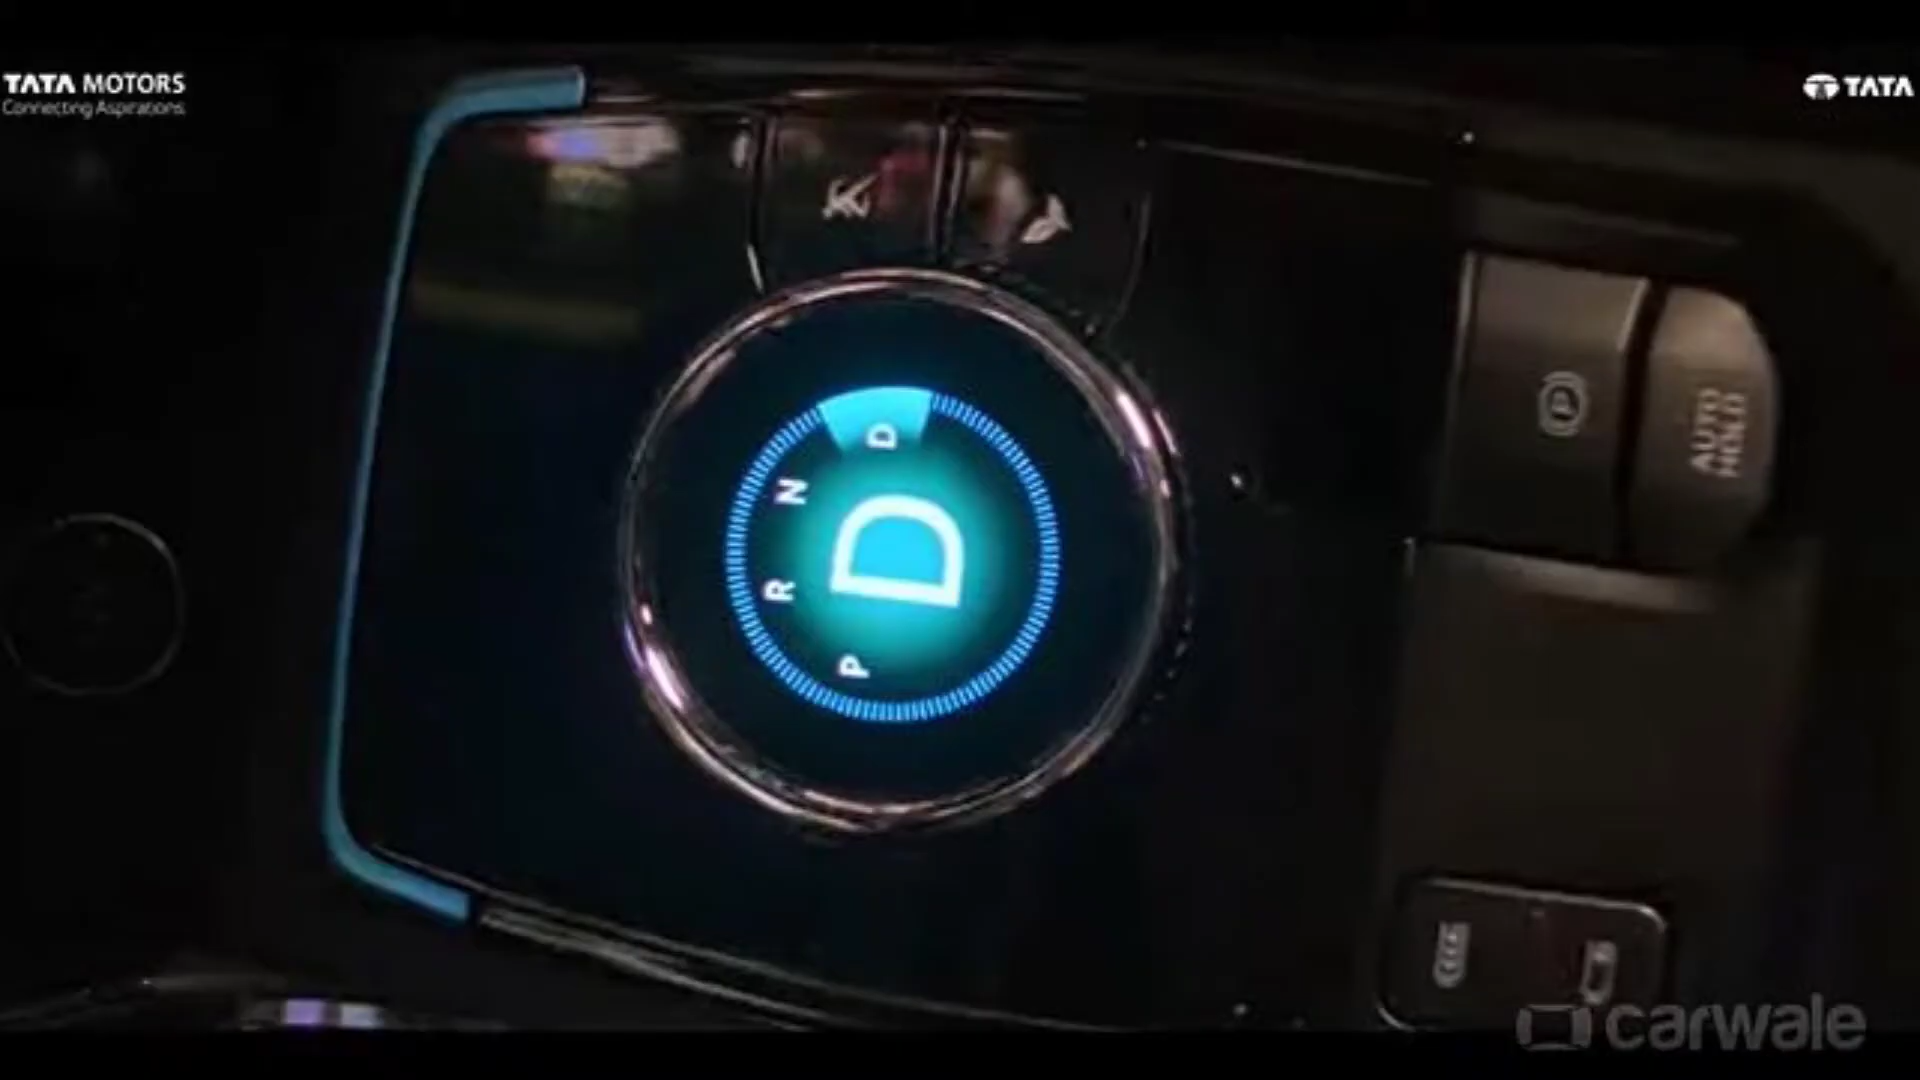 TATA MOTORS
Connecting Aspirations
TATA
D
N
R
P
D
P
AUTO
HOLD
carwale